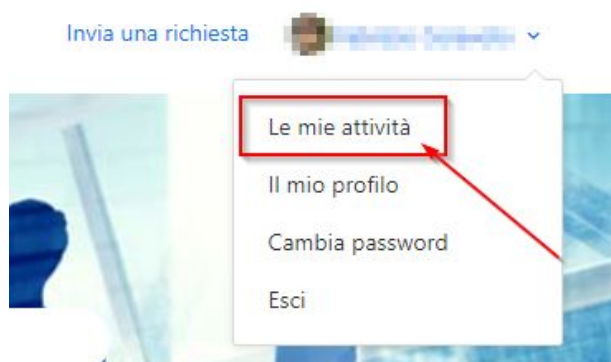 Invia una richiesta
Le mie attività
Il mio profilo
Cambia password
Esci